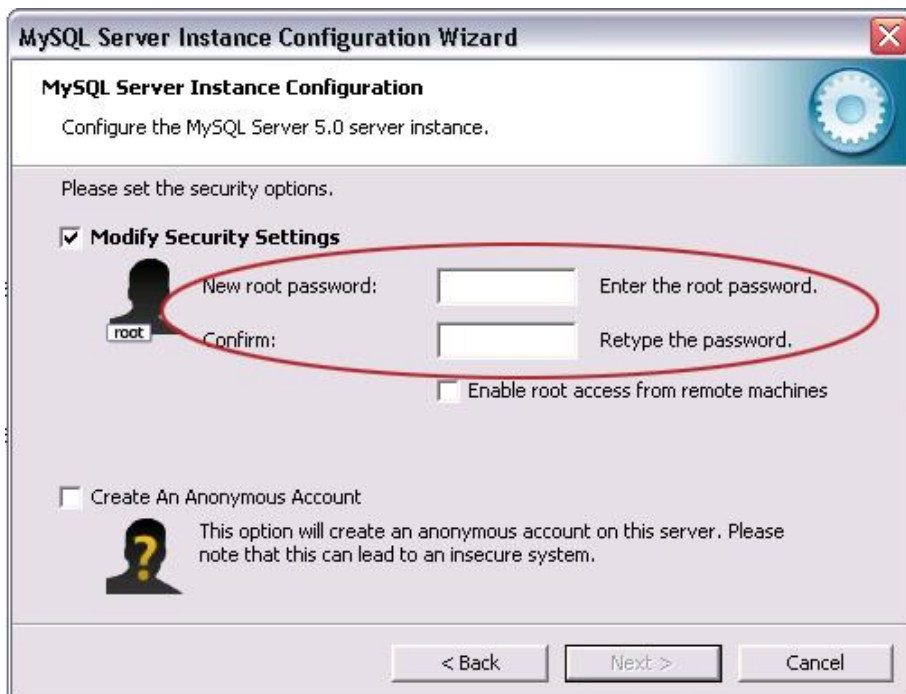 MySQL Server Instance Configuration Wizard
MySQL Server Instance Configuration
Configure the MySQL Server 5.0 server instance.
Please set the security options.
Modify Security Settings
New root password: Enter the root password.
root
Confirm: Retype the password.
Enable root access from remote machines
Create An Anonymous Account
This option will create an anonymous account on this server. Please
note that this can lead to an insecure system.
?
< Back Next > Cancel